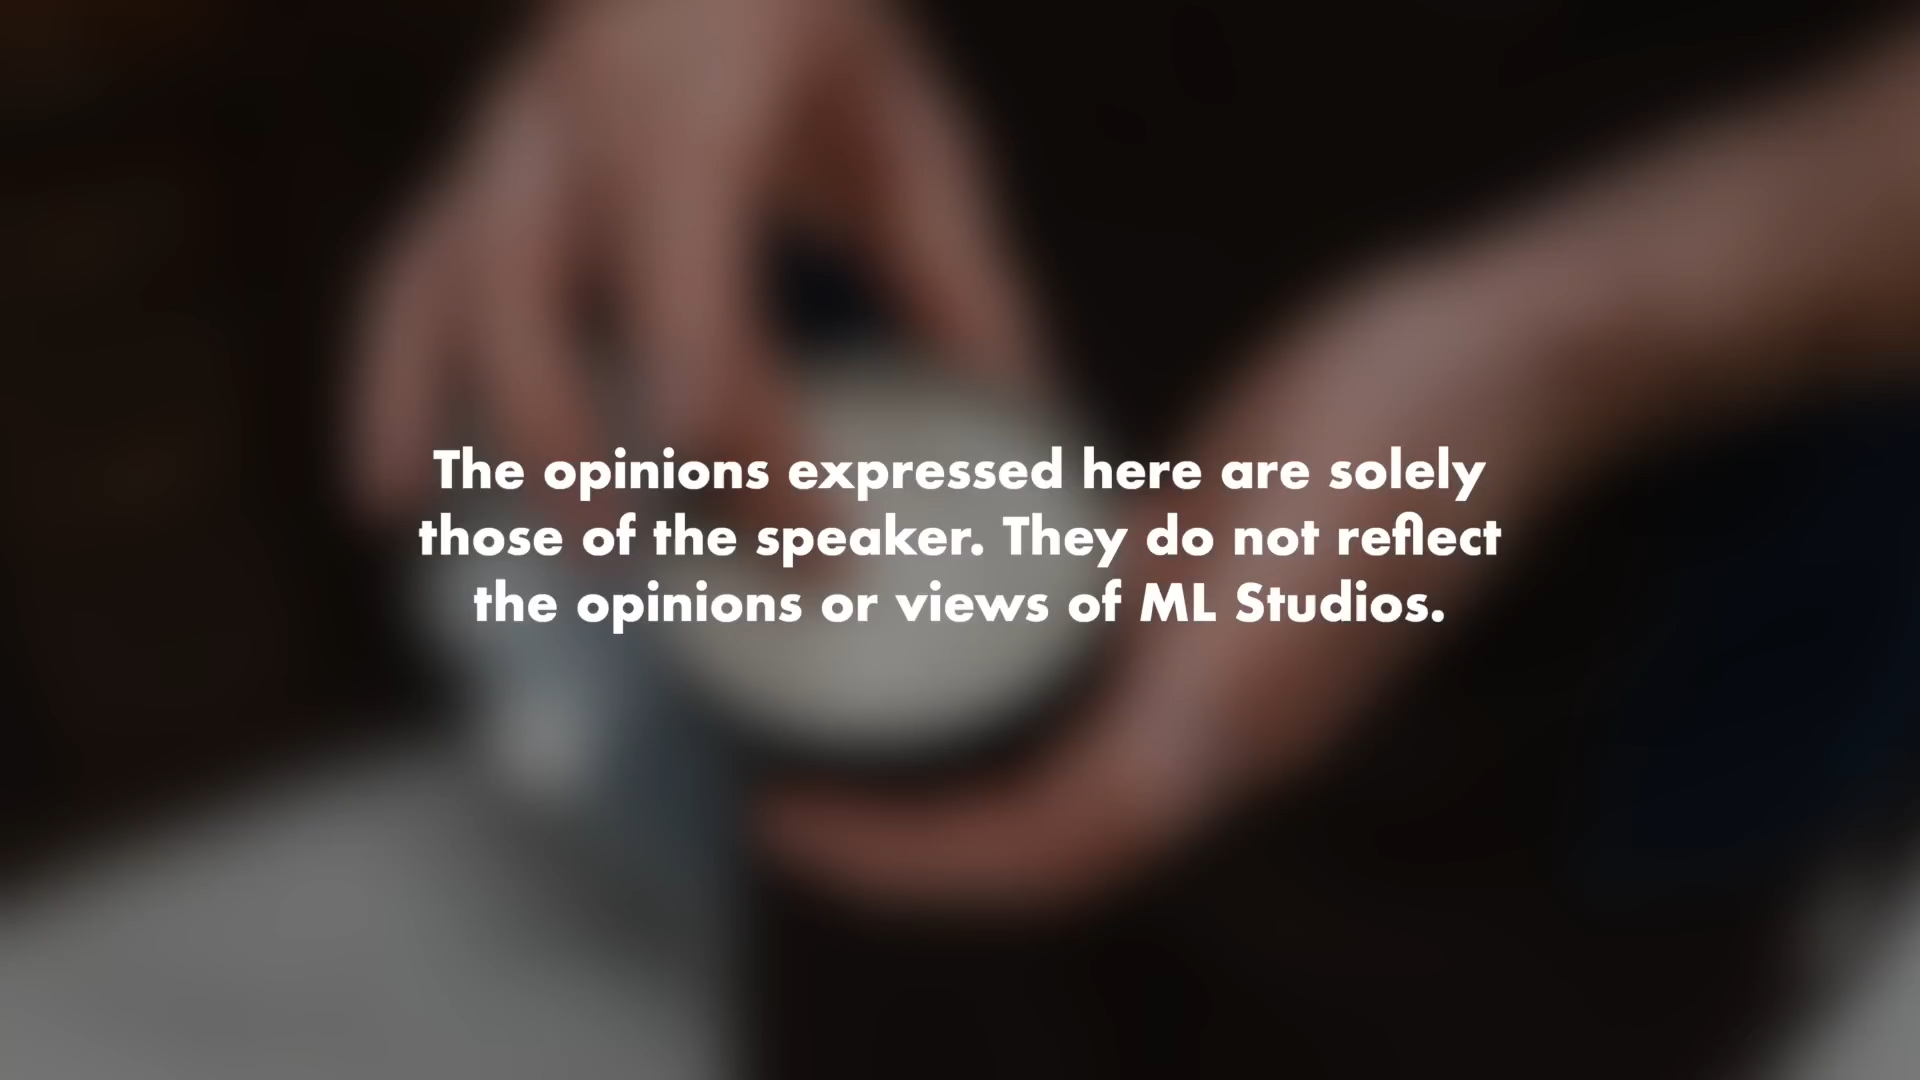 The opinions expressed here are solely
those of the speaker. They do not reflect
the opinions or views of ML Studios.